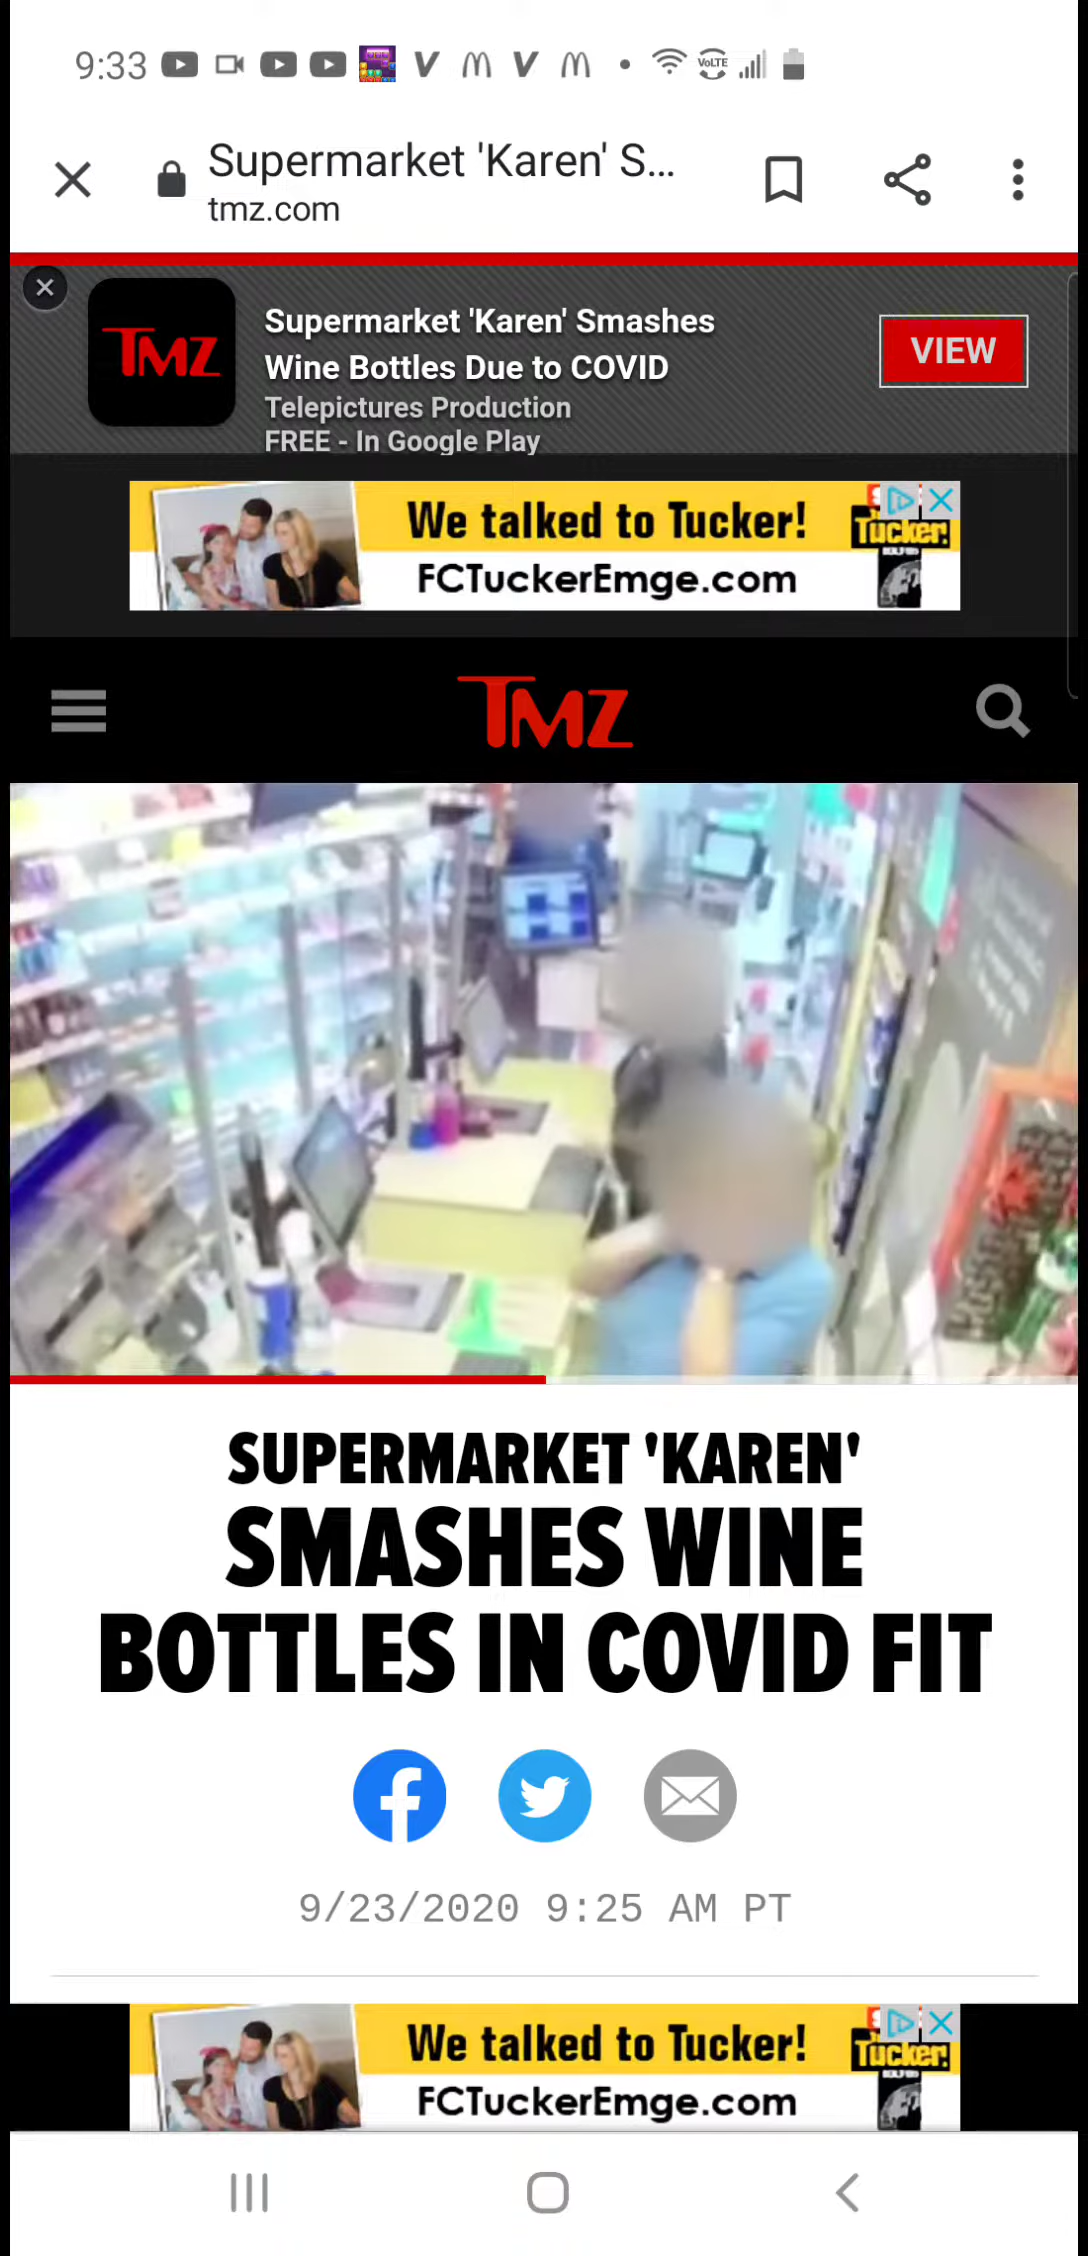 9:33
VoLTE
Supermarket 'Karen' S...
tmz.com
TMZ
Supermarket 'Karen' Smashes
Wine Bottles Due to COVID
Telepictures Production
FREE - In Google Play
VIEW
We talked to Tucker!
FCTuckerEmge.com
Tucker
TMZ
SUPERMARKET 'KAREN'
SMASHES WINE
BOTTLES IN COVID FIT
9/23/2020 9:25 AM PT
We talked to Tucker!
FCTuckerEmge.com
Tucker